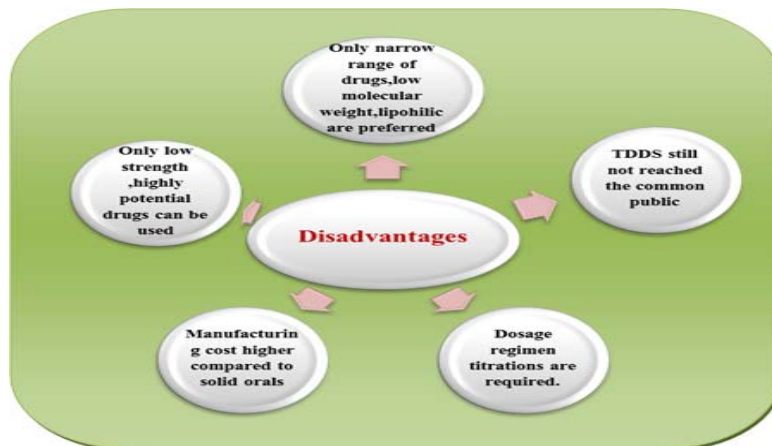 Only narrow
range of
drugs,low
molecular
weight,lipohilic
are preferred
TDDS still
not reached
the common
public
Dosage
regimen
titrations are
required.
Manufacturin
g cost higher
compared to
solid orals
Only low
strength
,highly
potential
drugs can be
used
Disadvantages